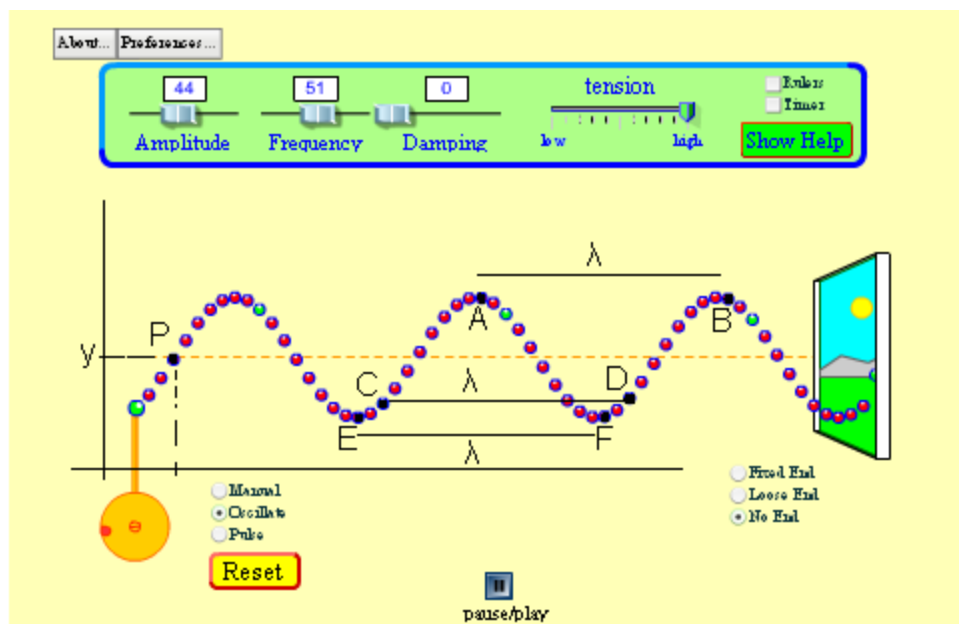 About... Preferences...
44 51 0 tension Rulers
Timer
Amplitude Frequency Damping low high Show Help
λ
P
A B
y
C λ D
E F
λ
Manual
Oscillate
Pulse
Fixed End
Loose End
No End
Reset
pause/play